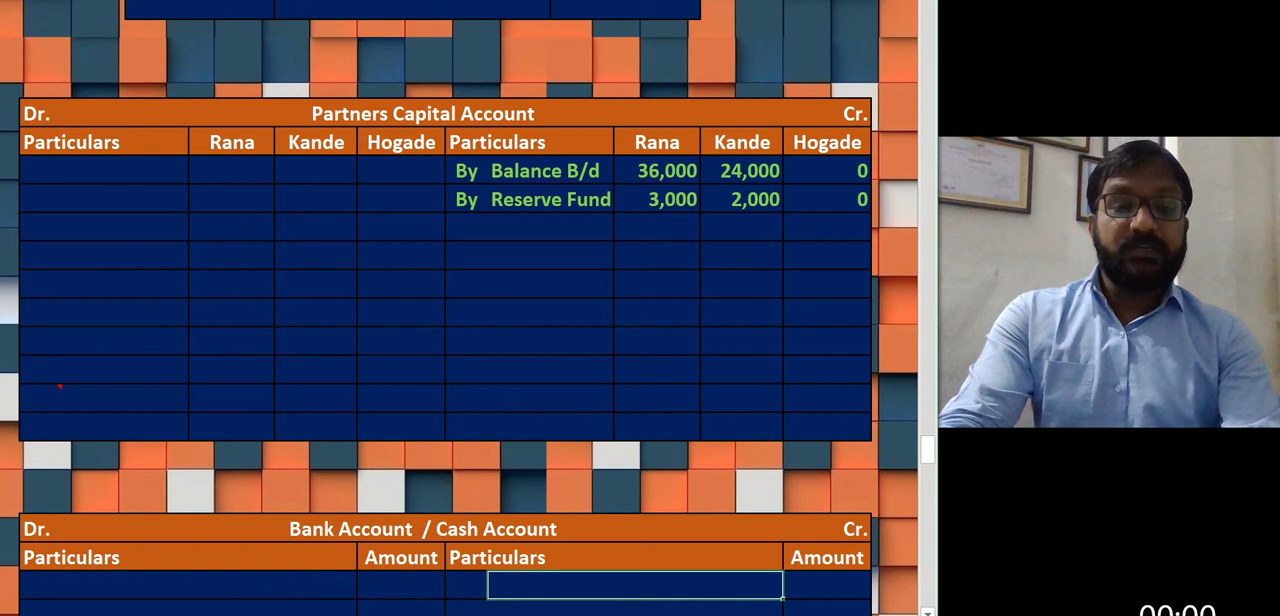 Dr. Partners Capital Account Cr.
Particulars Rana Kande Hogade Particulars Rana Kande Hogade
By Balance B/d 36,000 24,000 0
By Reserve Fund 3,000 2,000 0
Dr. Bank Account / Cash Account Cr.
Particulars Amount Particulars Amount
00:00